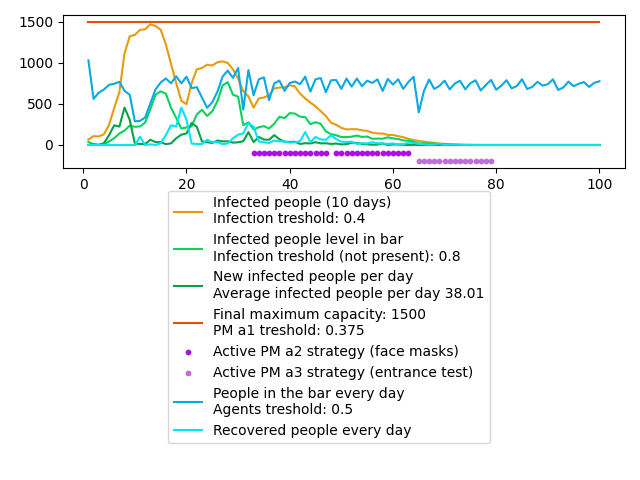 1500
1000
500
0
0 20 40 60 80 100
Infected people (10 days)
Infection treshold: 0.4
Infected people level in bar
Infection treshold (not present): 0.8
New infected people per day
Average infected people per day 38.01
Final maximum capacity: 1500
PM a1 treshold: 0.375
Active PM a2 strategy (face masks)
Active PM a3 strategy (entrance test)
People in the bar every day
Agents treshold: 0.5
Recovered people every day